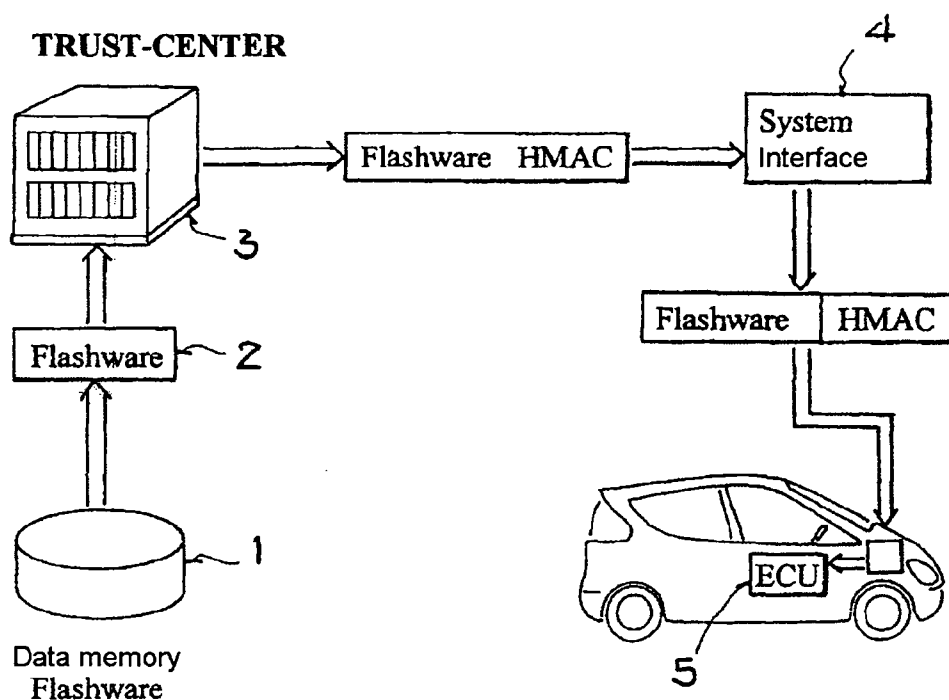 TRUST-CENTER
4
System
Interface
Flashware HMAC
3
Flashware HMAC
Flashware
2
1
ECU
5
Data memory
Flashware